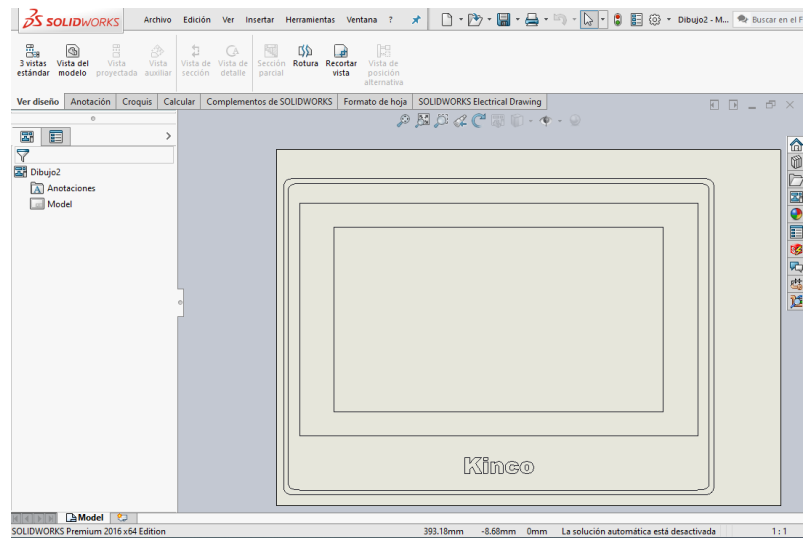 SOLIDWORKS Archivo Edición Ver Insertar Herramientas Ventana ? Dibujo2 - M... Buscar en el F
3 vistas estándar Vista del modelo Vista proyectada Vista auxiliar Vista de sección Vista de detalle Sección parcial Rotura Recortar vista Vista de posición alternativa
Ver diseño Anotación Croquis Calcular Complementos de SOLIDWORKS Formato de hoja SOLIDWORKS Electrical Drawing
Dibujo2
A Anotaciones
Model
Kinco
Model
SOLIDWORKS Premium 2016 x64 Edition 393.18mm -8.68mm 0mm La solución automática está desactivada 1 : 1